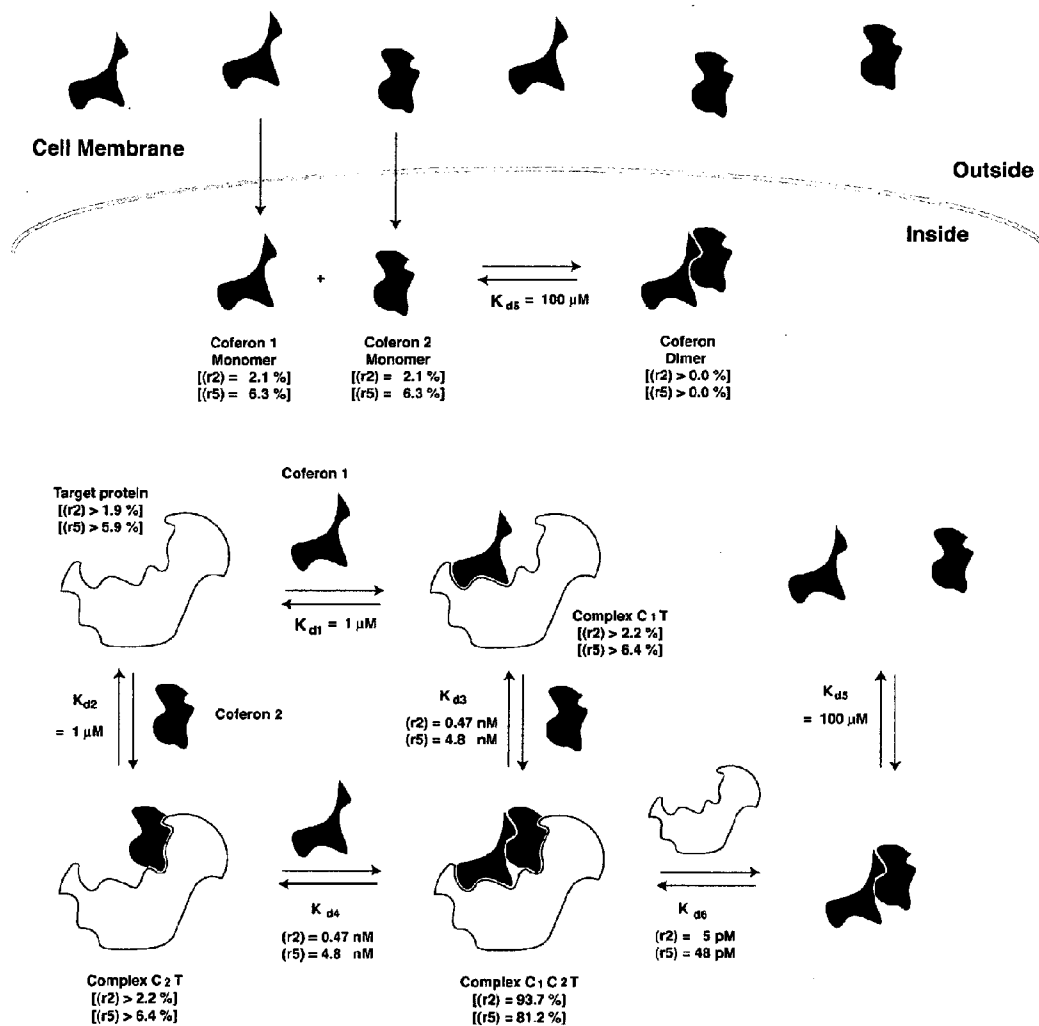 Cell Membrane
Outside
Inside
+
K d5 = 100 µM
Coferon 1
Monomer
[(r2) = 2.1 %]
[(r5) = 6.3 %]
Coferon 2
Monomer
[(r2) = 2.1 %]
[(r5) = 6.3 %]
Coferon
Dimer
[(r2) > 0.0 %]
[(r5) > 0.0 %]
Coferon 1
Target protein
[(r2) > 1.9 %]
[(r5) > 5.9 %]
K d1 = 1 µM
Complex C 1 T
[(r2) > 2.2 %]
[(r5) > 6.4 %]
K d2
= 1 µM
Coferon 2
K d3
(r2) = 0.47 nM
(r5) = 4.8 nM
K d5
= 100 µM
K d4
(r2) = 0.47 nM
(r5) = 4.8 nM
K d6
(r2) = 5 pM
(r5) = 48 pM
Complex C 2 T
[(r2) > 2.2 %]
[(r5) > 6.4 %]
Complex C 1 C 2 T
[(r2) = 93.7 %]
[(r5) = 81.2 %]